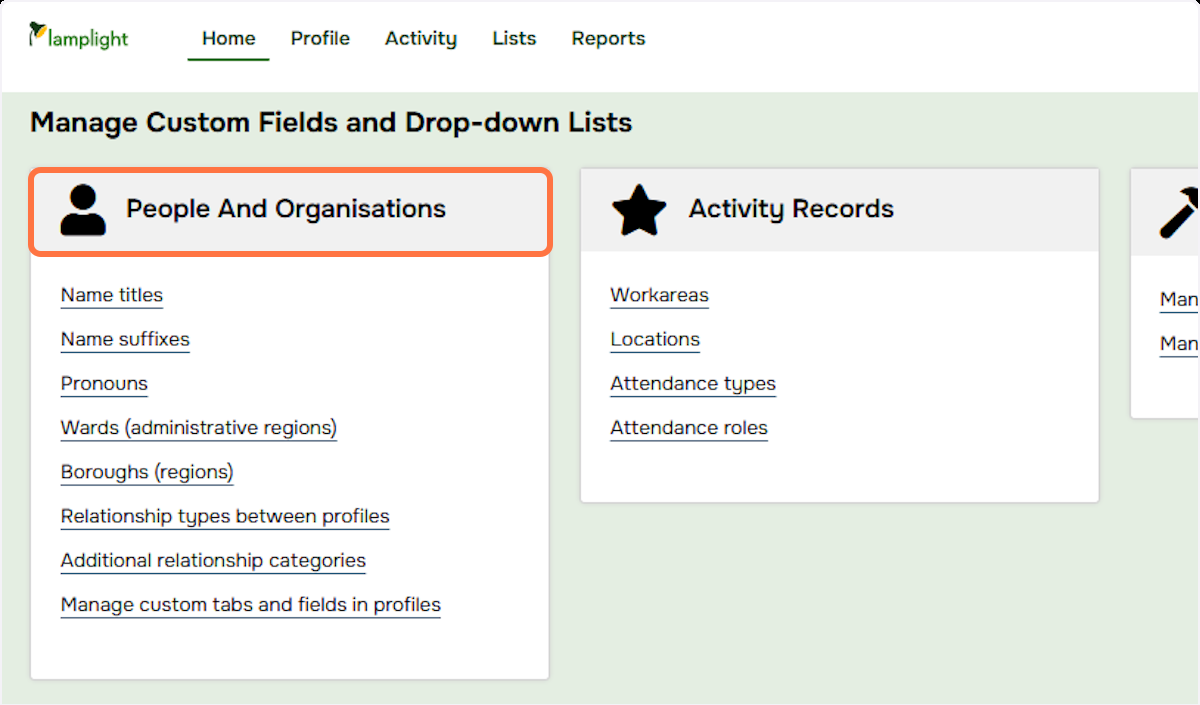 lamplight Home Profile Activity Lists Reports
Manage Custom Fields and Drop-down Lists
People And Organisations
Name titles
Name suffixes
Pronouns
Wards (administrative regions)
Boroughs (regions)
Relationship types between profiles
Additional relationship categories
Manage custom tabs and fields in profiles
Activity Records
Workareas
Locations
Attendance types
Attendance roles
Man
Man